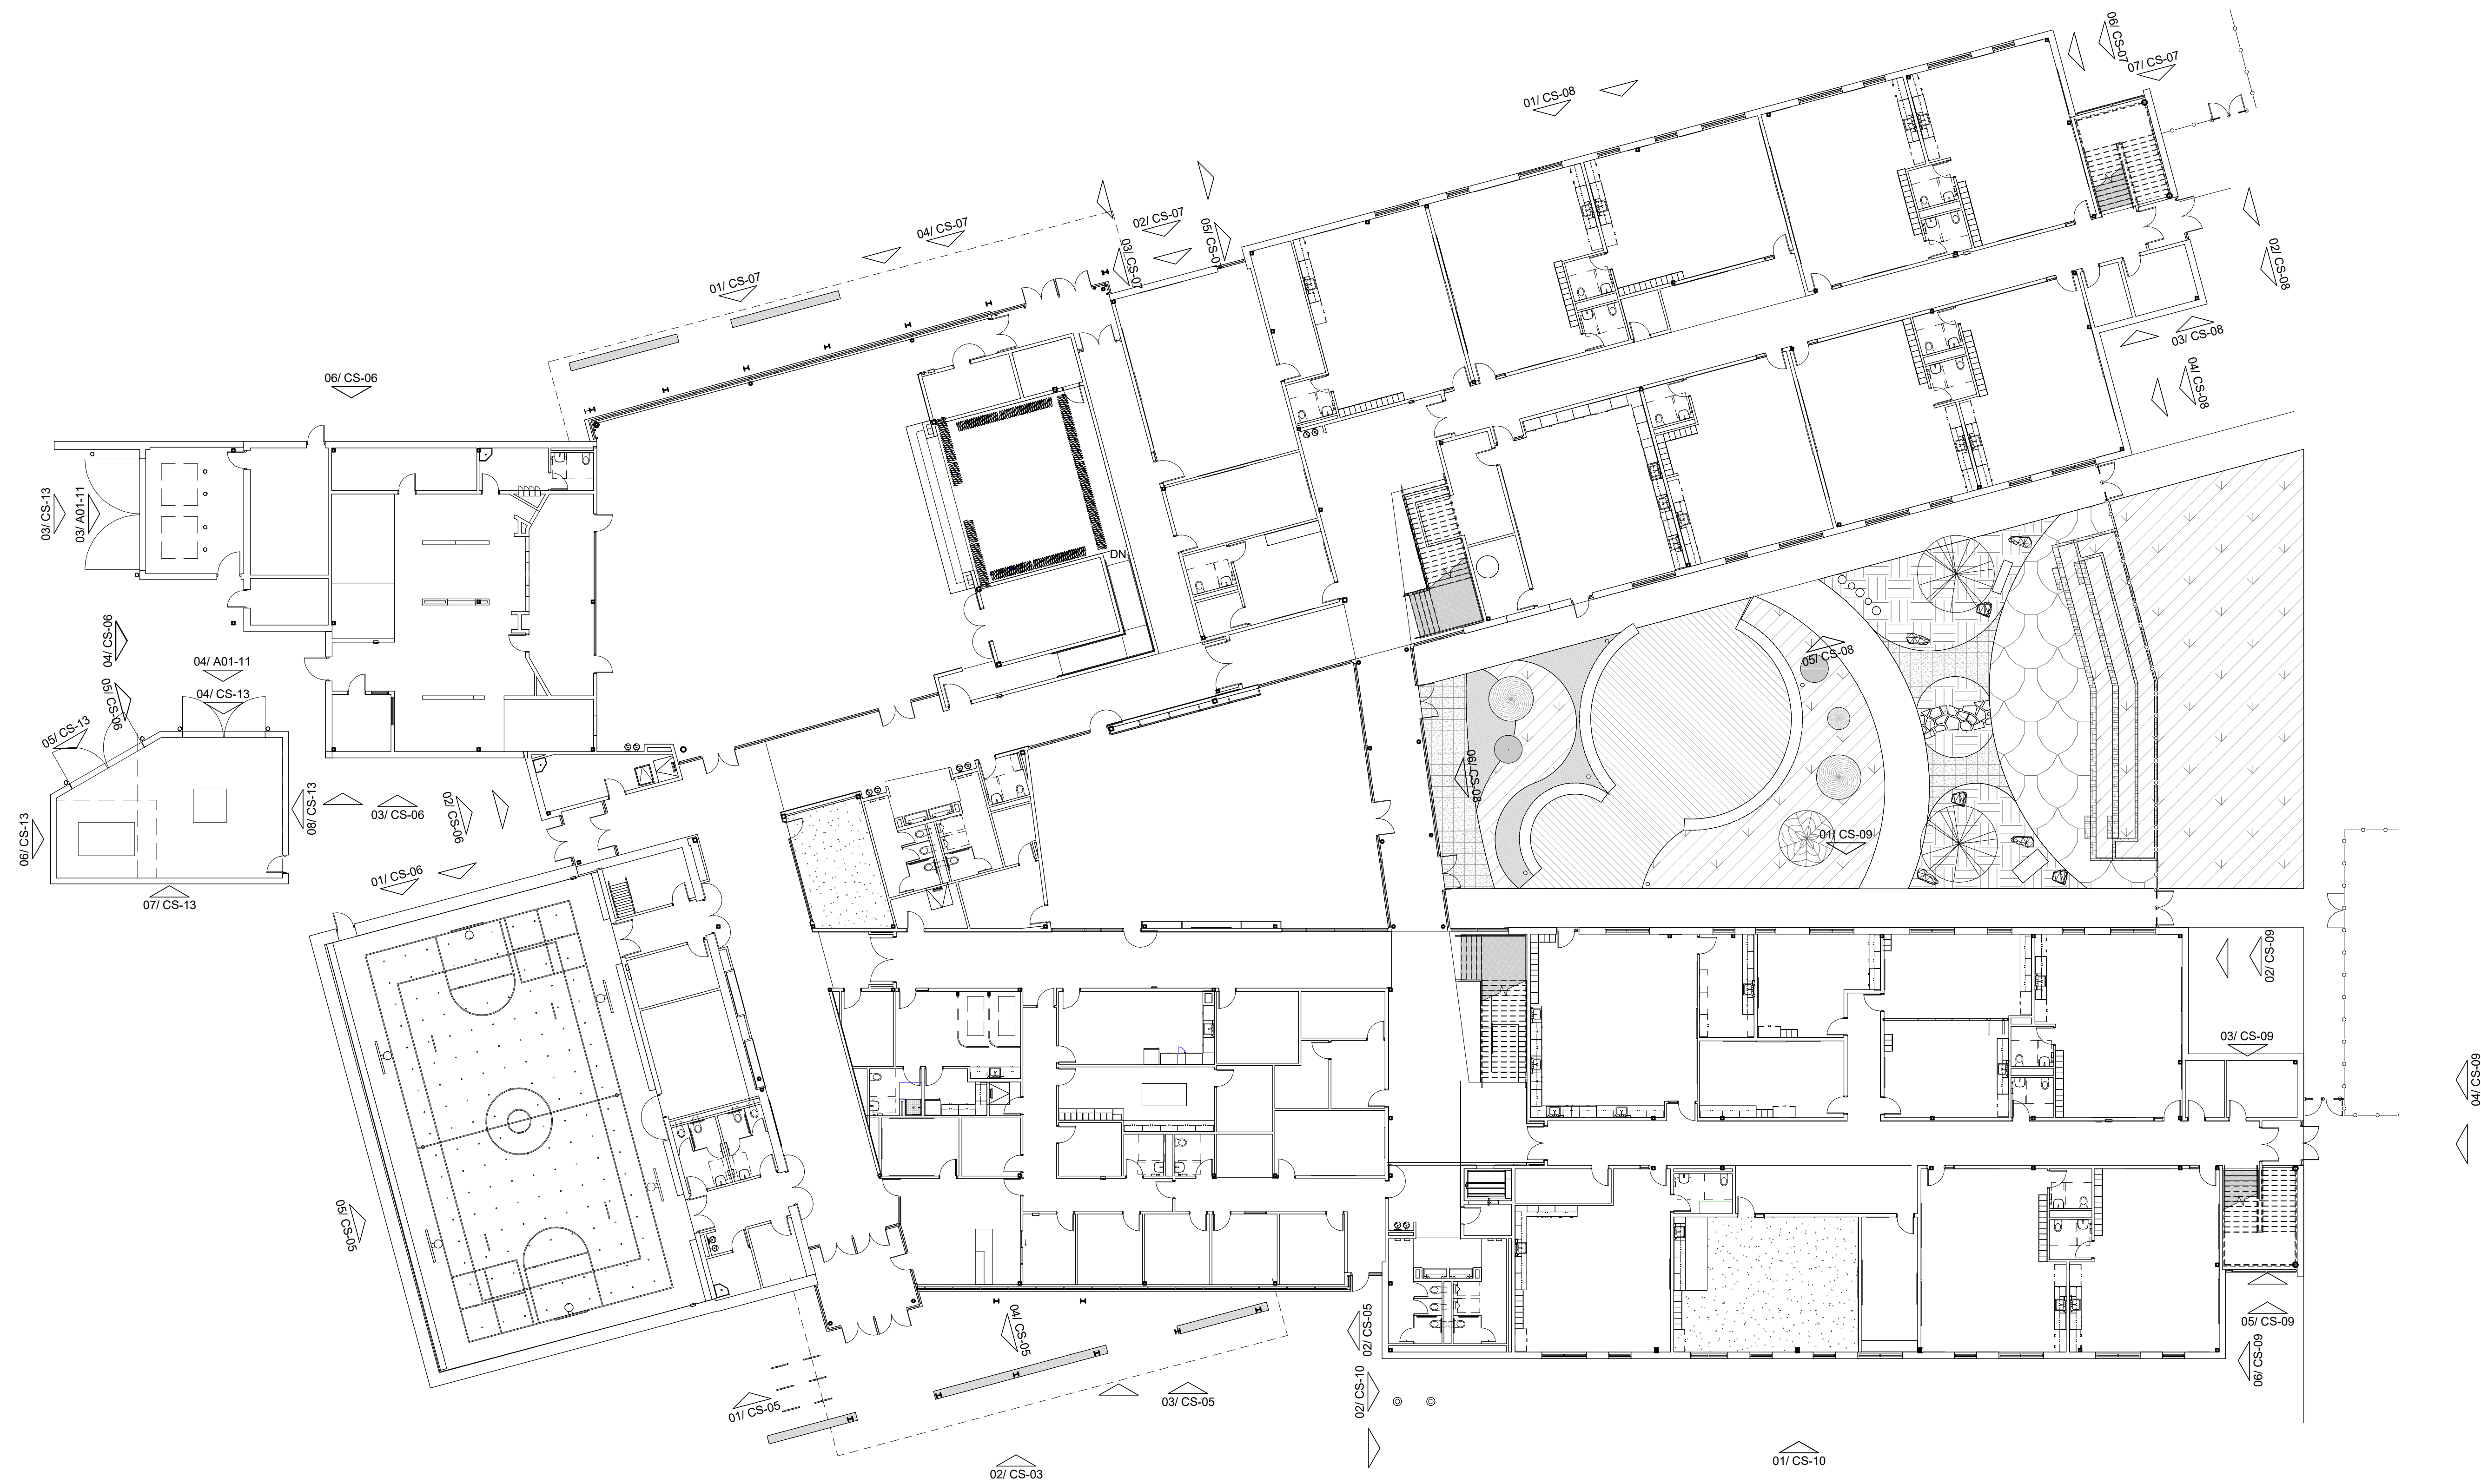 06/ CS-07
07/ CS-07
01/ CS-08
04/ CS-07
02/ CS-07
05/ CS-07
03/ CS-07
01/ CS-07
02/ CS-08
03/ CS-08
04/ CS-08
06/ CS-06
03/ CS-13
03/ A01-11
DN
04/ CS-06
04/ A01-11
04/ CS-13
05/ CS-06
05/ CS-13
05/ CS-08
06/ CS-08
06/ CS-13
08/ CS-13
03/ CS-06
02/ CS-06
01/ CS-09
01/ CS-06
07/ CS-13
02/ CS-09
03/ CS-09
04/ CS-09
05/ CS-05
04/ CS-05
02/ CS-05
05/ CS-09
06/ CS-09
01/ CS-05
03/ CS-05
02/ CS-10
02/ CS-03
01/ CS-10